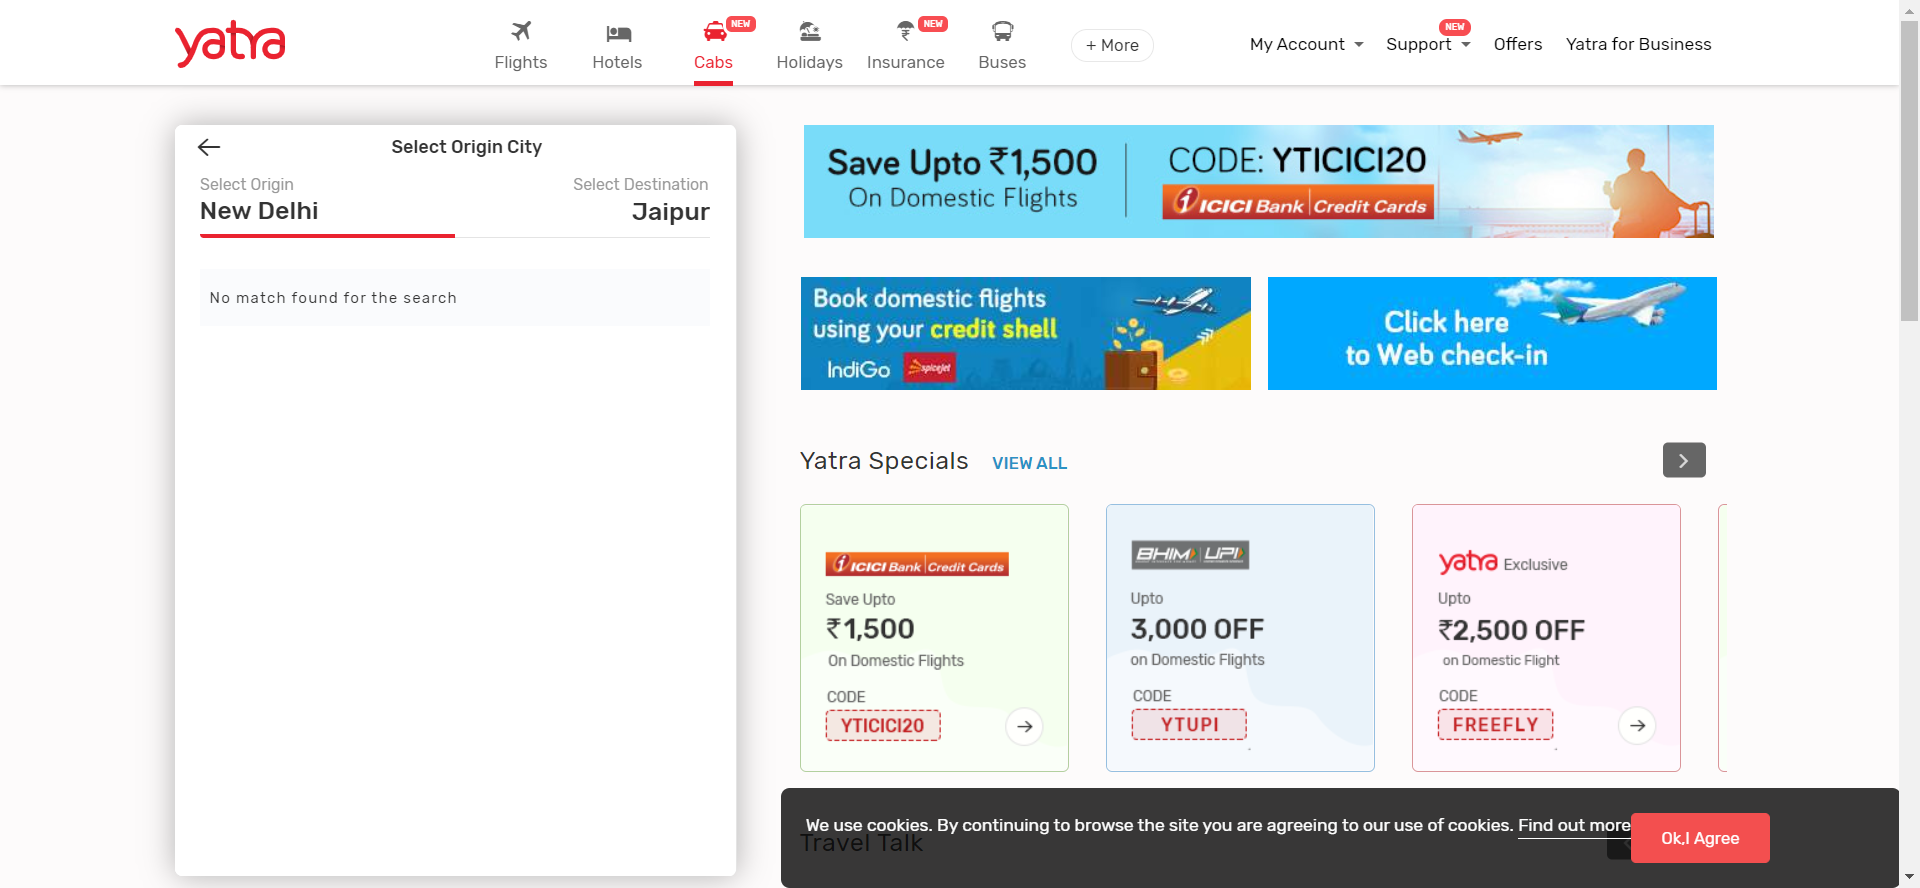 yatra
Flights
Hotels
NEW
Cabs
Holidays
NEW
Insurance
Buses
+ More
My Account
NEW
Support
Offers
Yatra for Business
Select Origin City
Select Origin
New Delhi
Select Destination
Jaipur
No match found for the search
Save Upto ₹1,500
On Domestic Flights
CODE: YTICICI20
ICICI Bank Credit Cards
Book domestic flights
using your credit shell
IndiGo
spicejet
Click here
to Web check-in
Yatra Specials
VIEW ALL
ICICI Bank Credit Cards
Save Upto
₹1,500
On Domestic Flights
CODE
YTICICI20
BHIM UPI
Upto
3,000 OFF
on Domestic Flights
CODE
YTUPI
yatra Exclusive
Upto
₹2,500 OFF
on Domestic Flight
CODE
FREEFLY
We use cookies. By continuing to browse the site you are agreeing to our use of cookies. Find out more
Ok,I Agree
Travel Talk